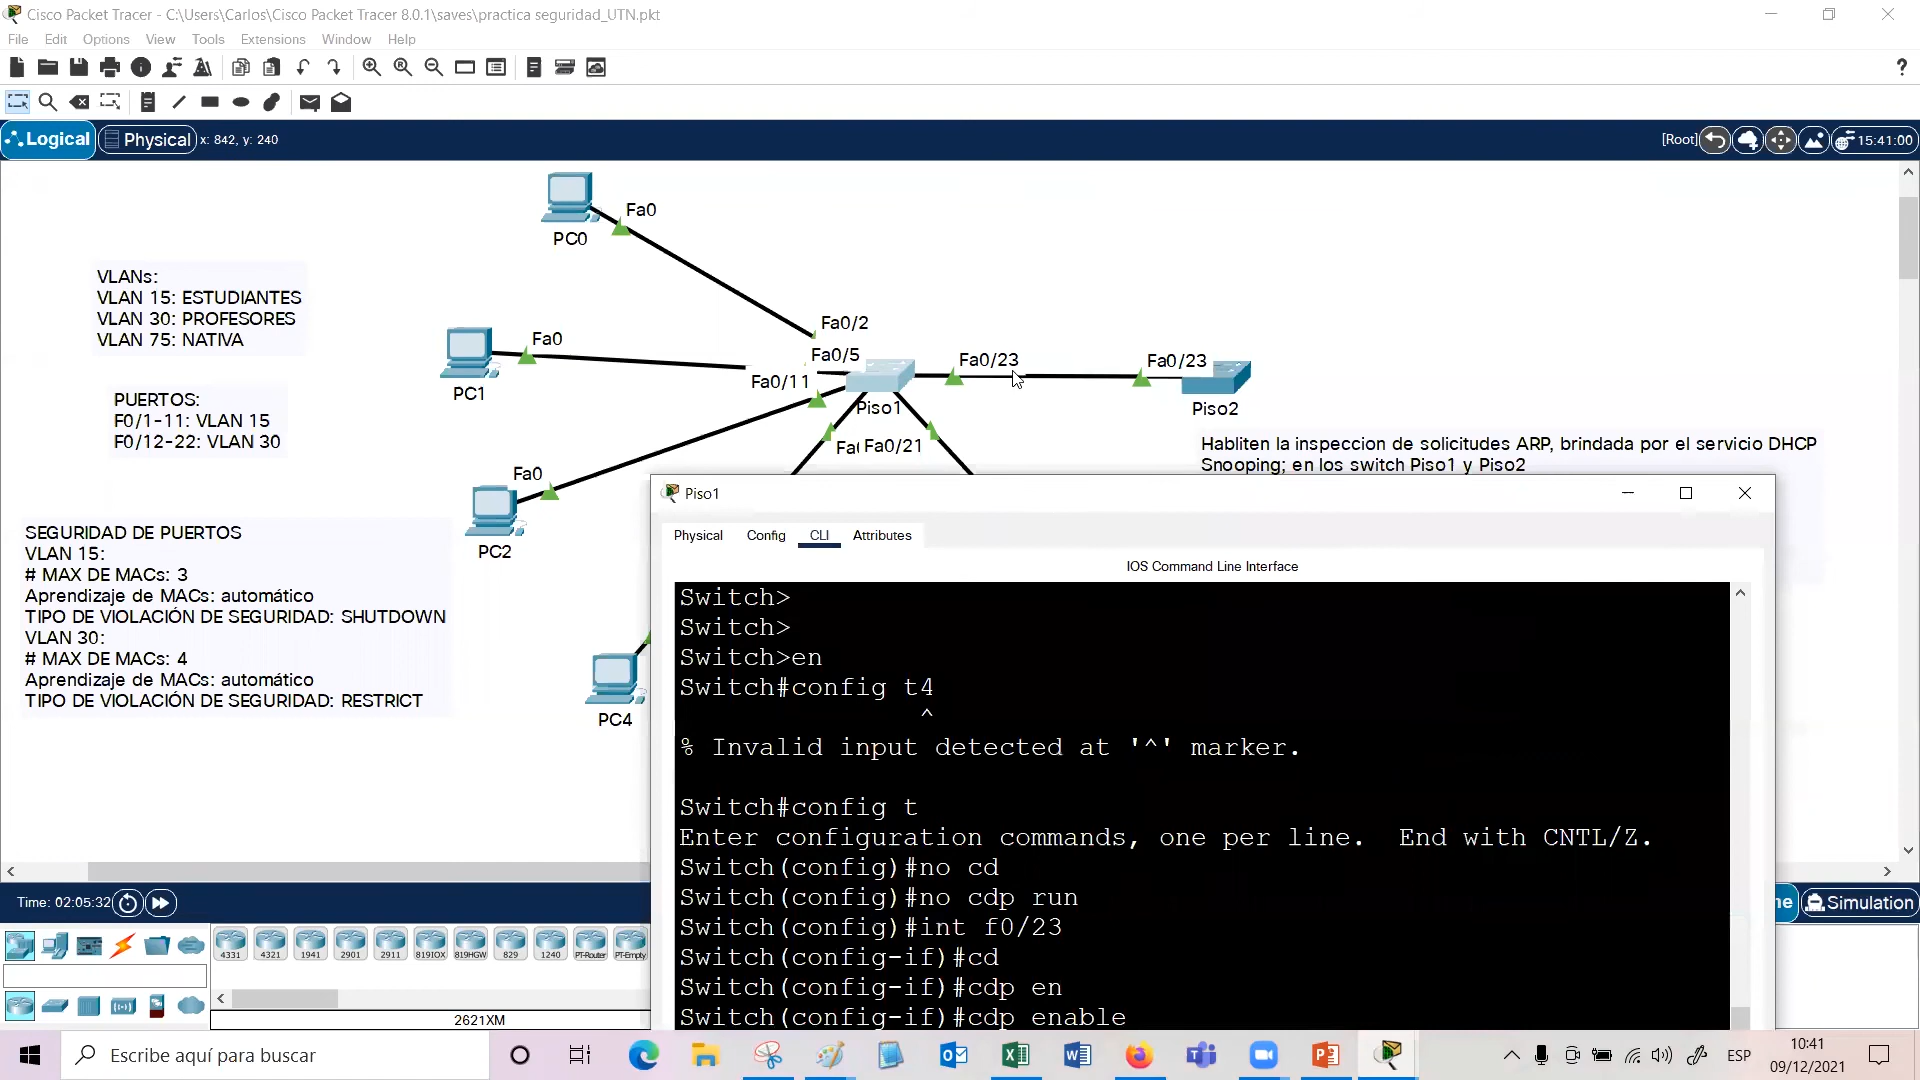 Cisco Packet Tracer - C:\Users\Carlos\Cisco Packet Tracer 8.0.1\saves\practica seguridad_UTN.pkt
File Edit Options View Tools Extensions Window Help
?
Logical Physical x: 842, y: 240 [Root] 15:41:00
Fa0
PC0
VLANs:
VLAN 15: ESTUDIANTES
VLAN 30: PROFESORES
VLAN 75: NATIVA
Fa0
PC1
Fa0/2
Fa0/5
Fa0/11
Piso1
Fa0/23
Fa0/23
Piso2
PUERTOS:
F0/1-11: VLAN 15
F0/12-22: VLAN 30
Fa0/21
Habliten la inspeccion de solicitudes ARP, brindada por el servicio DHCP
Snooping; en los switch Piso1 y Piso2
Fa0
PC2
SEGURIDAD DE PUERTOS
VLAN 15:
# MAX DE MACs: 3
Aprendizaje de MACs: automático
TIPO DE VIOLACIÓN DE SEGURIDAD: SHUTDOWN
VLAN 30:
# MAX DE MACs: 4
Aprendizaje de MACs: automático
TIPO DE VIOLACIÓN DE SEGURIDAD: RESTRICT
PC4
Piso1
Physical Config CLI Attributes
IOS Command Line Interface
Switch>
Switch>
Switch>en
Switch#config t4
^
% Invalid input detected at '^' marker.
Switch#config t
Enter configuration commands, one per line. End with CNTL/Z.
Switch(config)#no cd
Switch(config)#no cdp run
Switch(config)#int f0/23
Switch(config-if)#cd
Switch(config-if)#cdp en
Switch(config-if)#cdp enable
Time: 02:05:32
Simulation
4331 4321 1941 2901 2911 819IOX 819HGW 829 1240 PT-Router PT-Empty
2621XM
Escribe aquí para buscar
ESP
10:41
09/12/2021